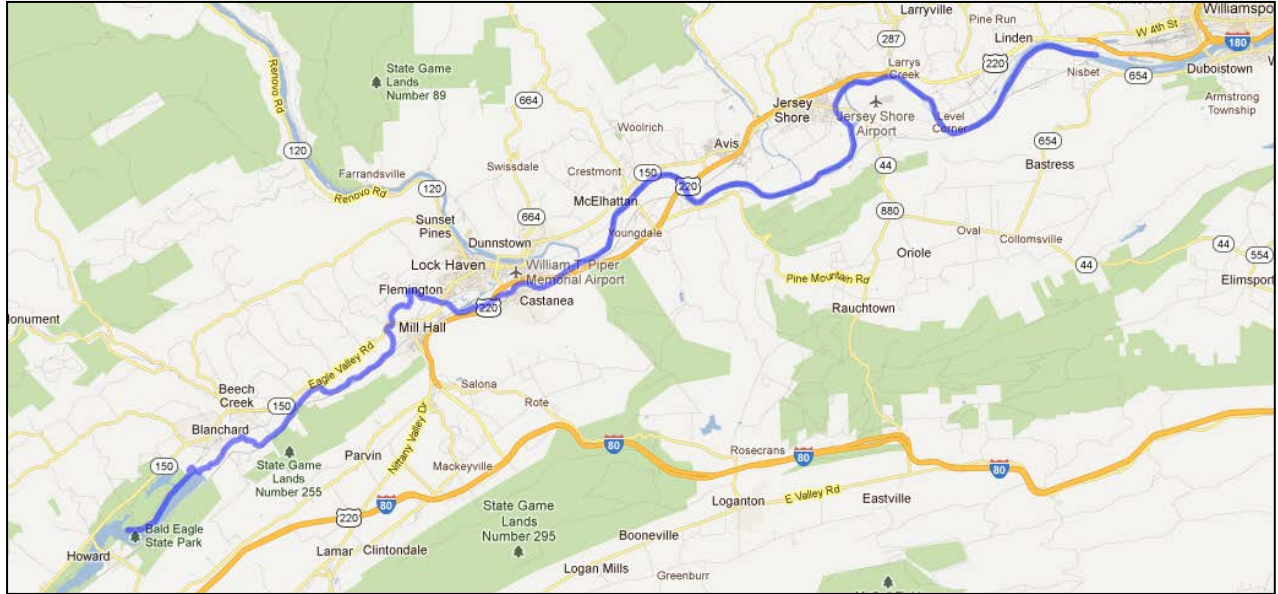 Larryville
Pine Run
Williamspo
W 4th St
Linden
287
180
Larrys
Creek
220
Nisbet
654
Duboistown
Renovo Rd
State Game
Lands
Number 89
664
Jersey
Shore
Jersey Shore
Airport
Level
Corner
Armstrong
Township
Woolrich
Avis
654
120
Farrandsville
Swissdale
Crestmont
150
44
Bastress
120
Renovo Rd
220
McElhattan
664
Sunset
Pines
880
Dunnstown
Youngdale
Oval
Collomsville
Oriole
44
554
Lock Haven
William T. Piper
Memorial Airport
44
Elimsport
Pine Mountain Rd
Flemington
220
Castanea
Rauchtown
Mill Hall
Monument
Eagle Valley Rd
Beech
Creek
150
Salona
Rote
Blanchard
Nittany Valley Dr
80
Rosecrans
80
80
150
State Game
Lands
Number 255
Parvin
Mackeyville
Loganton
E Valley Rd
Eastville
80
220
State Game
Lands
Number 295
Bald Eagle
State Park
Booneville
Howard
Lamar
Clintondale
Logan Mills
Greenburr